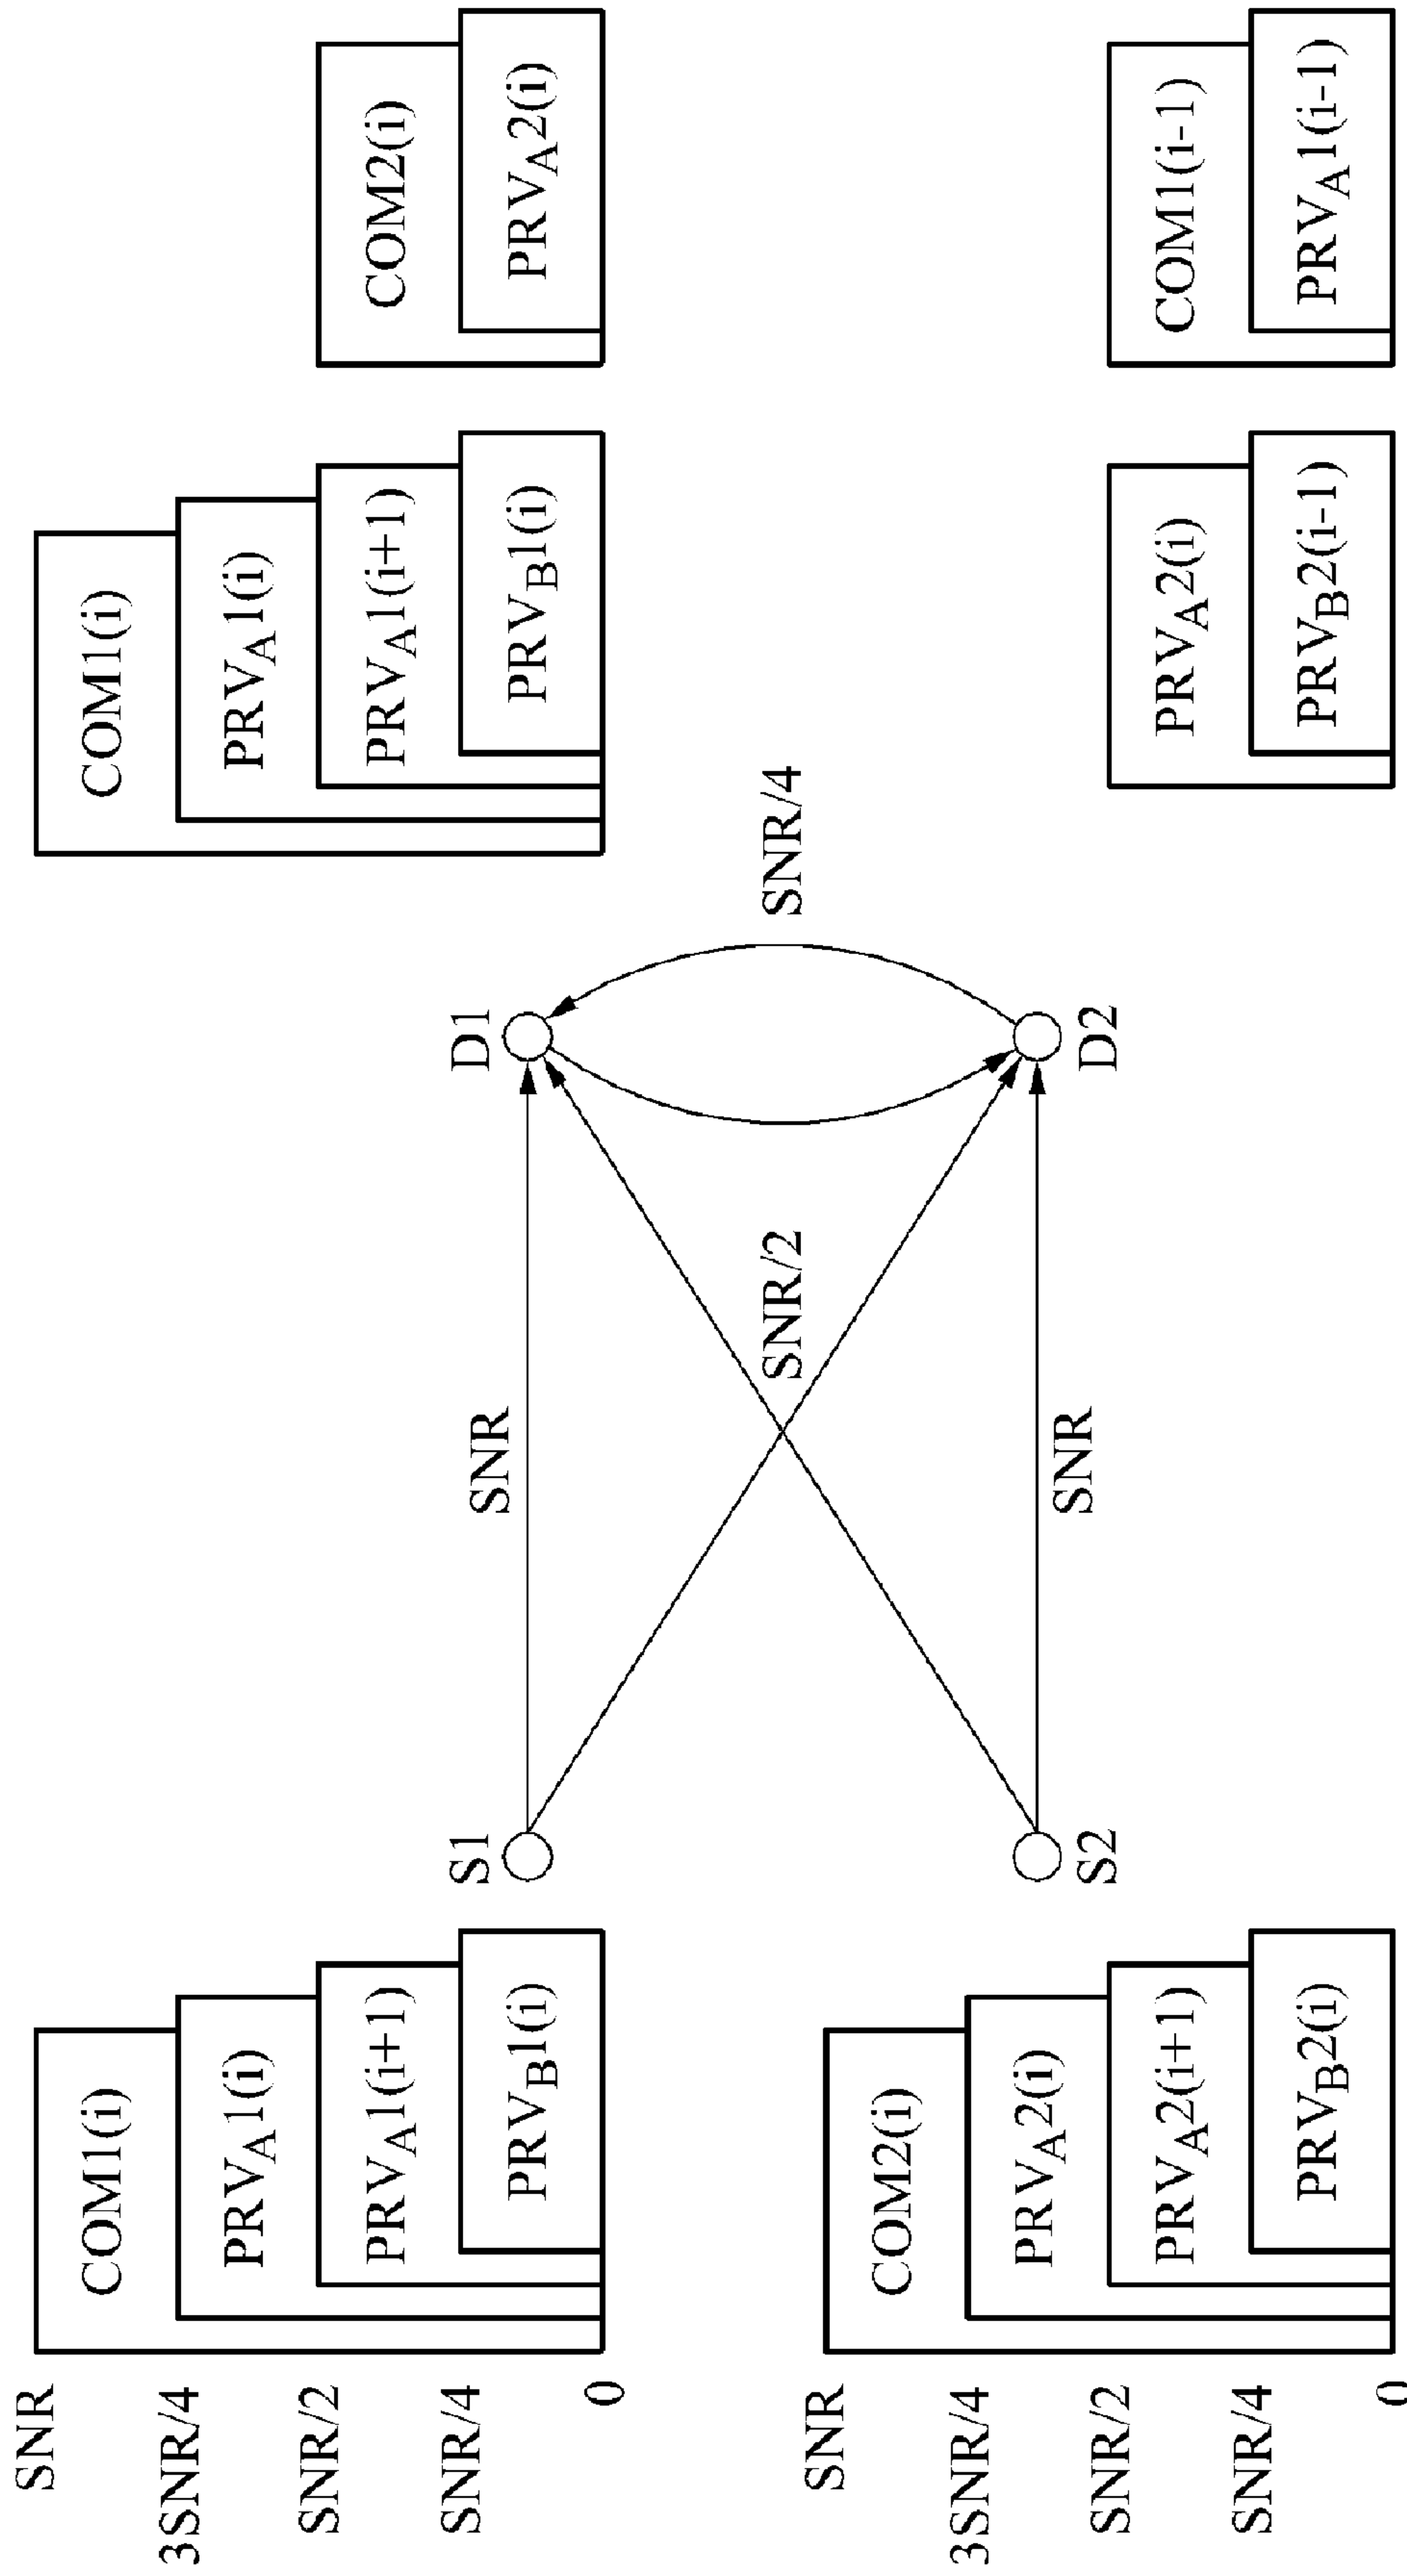 SNR
3SNR/4
SNR/2
SNR/4
0
COM1(i)
PRVA1(i)
PRVA1(i+1)
PRVB1(i)
SNR
3SNR/4
SNR/2
SNR/4
0
COM2(i)
PRVA2(i)
PRVA2(i+1)
PRVB2(i)
S1
S2
SNR
SNR/2
SNR
D1
D2
SNR/4
COM1(i)
PRVA1(i)
PRVA1(i+1)
PRVB1(i)
PRVA2(i)
PRVB2(i-1)
COM2(i)
PRVA2(i)
COM1(i-1)
PRVA1(i-1)